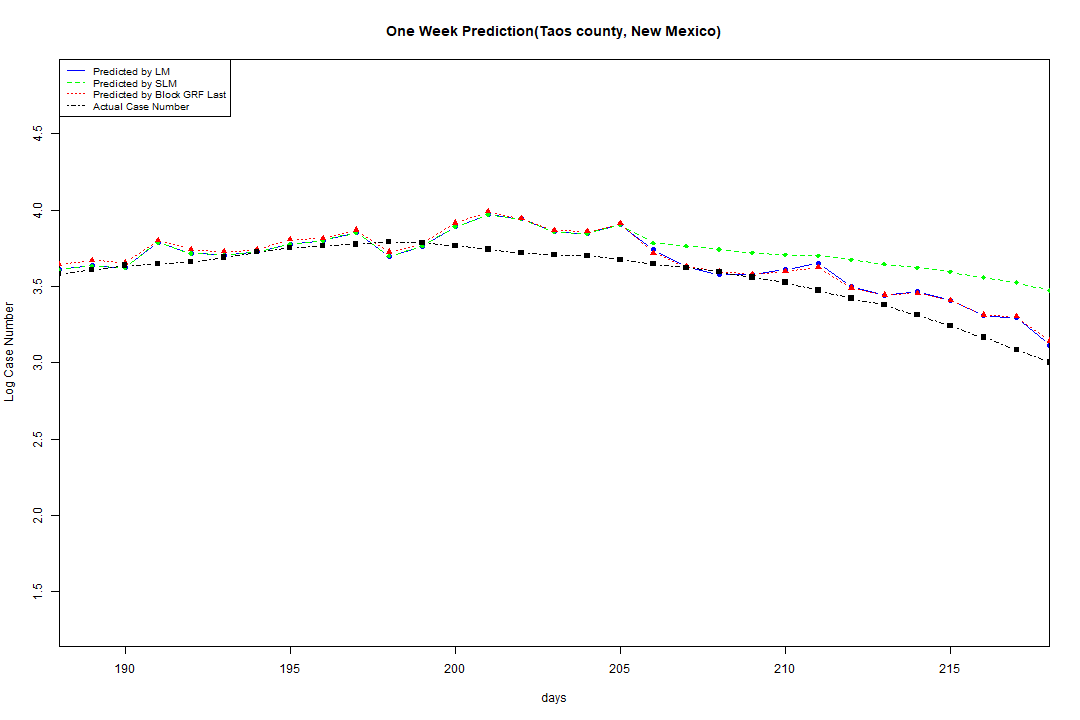 One Week Prediction(Taos county, New Mexico)
Predicted by LM
Predicted by SLM
Predicted by Block GRF Last
Actual Case Number
4.5
4.0
3.5
3.0
2.5
2.0
1.5
Log Case Number
190 195 200 205 210 215
days